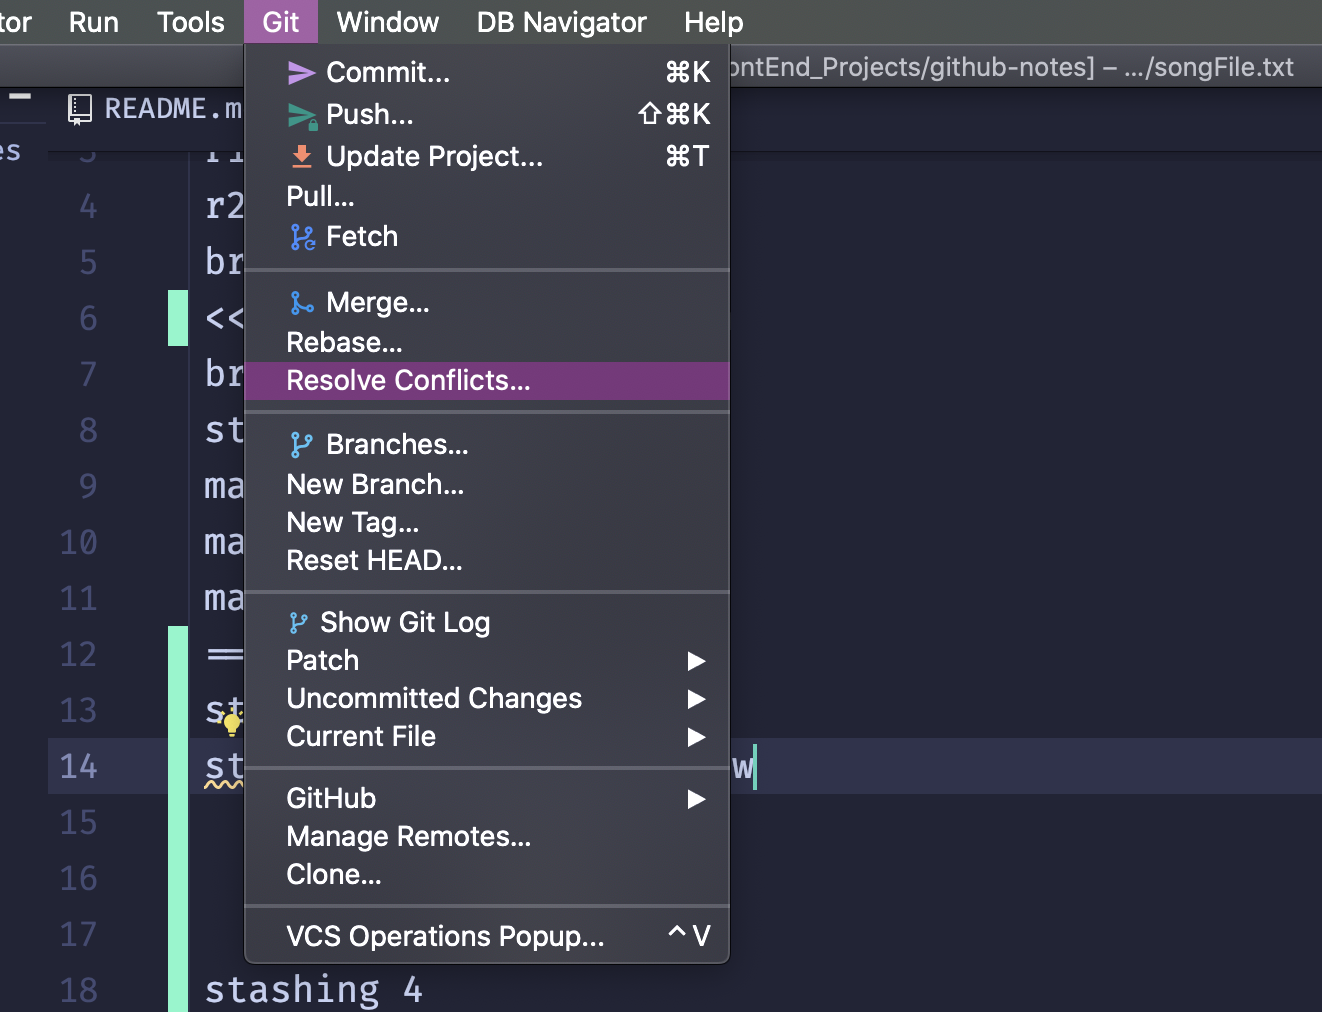 tor Run Tools Git Window DB Navigator Help
ontEnd_Projects/github-notes] – .../songFile.txt
README.m
es
Commit... ⌘K
Push... ⇧⌘K
Update Project... ⌘T
Pull...
Fetch
Merge...
Rebase...
Resolve Conflicts...
Branches...
New Branch...
New Tag...
Reset HEAD...
Show Git Log
Patch ▶
Uncommitted Changes ▶
Current File ▶
GitHub ▶
Manage Remotes...
Clone...
VCS Operations Popup... ^V
3
4 r2
5 br
6 <<
7 br
8 st
9 ma
10 ma
11 ma
12 ==
13 st
14 st w
15
16
17
18 stashing 4